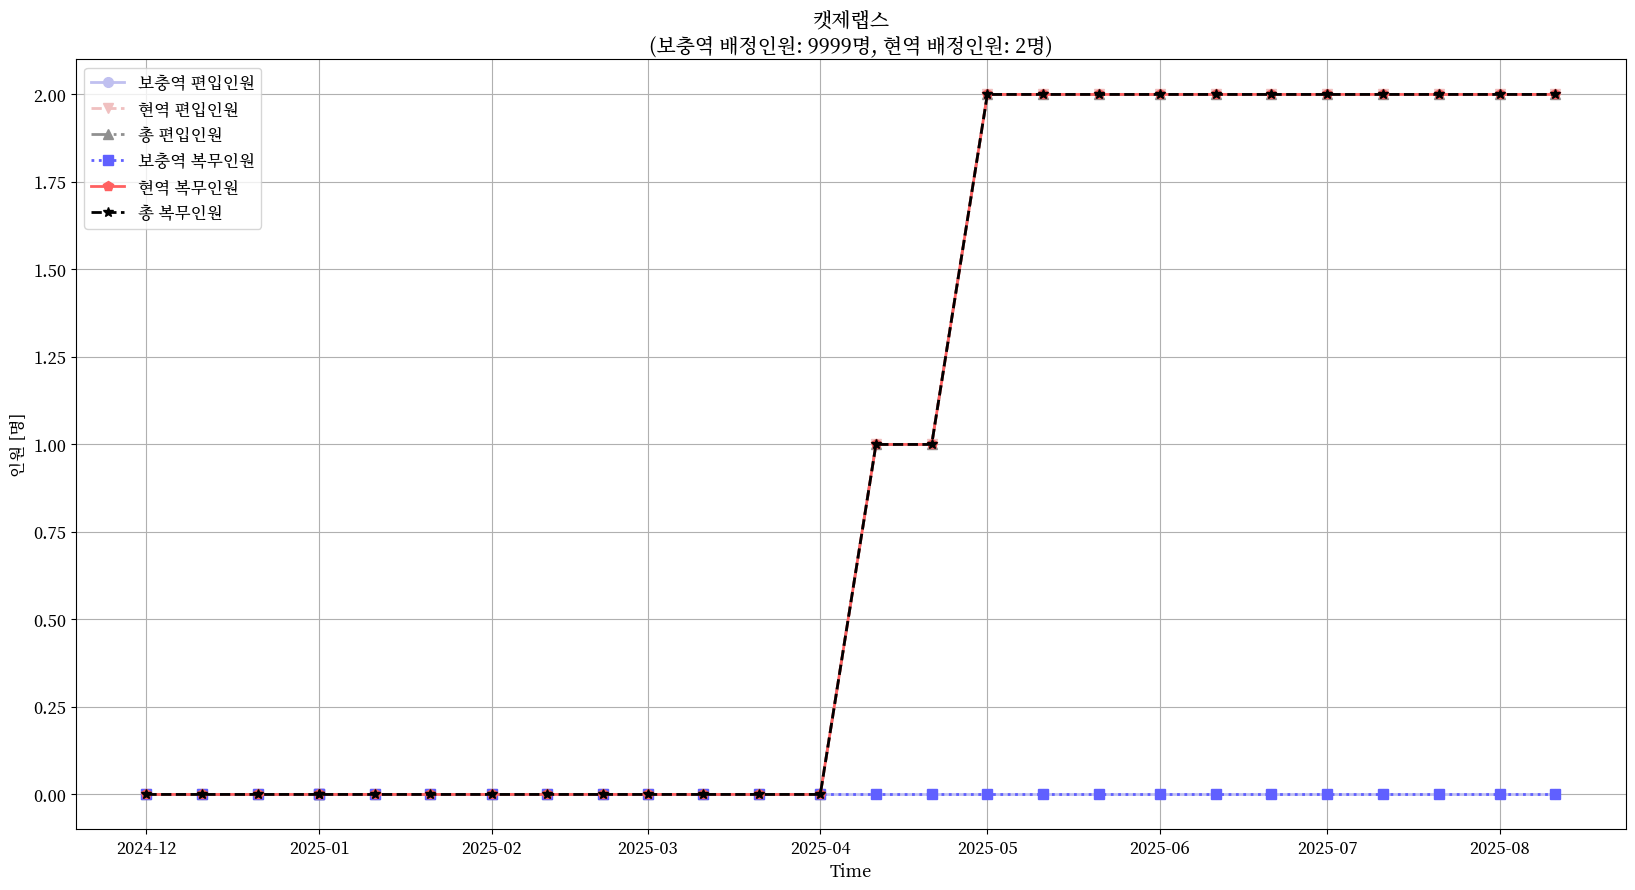 캣제랩스
(보충역 배정인원: 9999명, 현역 배정인원: 2명)
보충역 편입인원
현역 편입인원
총 편입인원
보충역 복무인원
현역 복무인원
총 복무인원
2.00
1.75
1.50
1.25
1.00
0.75
0.50
0.25
0.00
인원 [명]
2024-12
2025-01
2025-02
2025-03
2025-04
2025-05
2025-06
2025-07
2025-08
Time